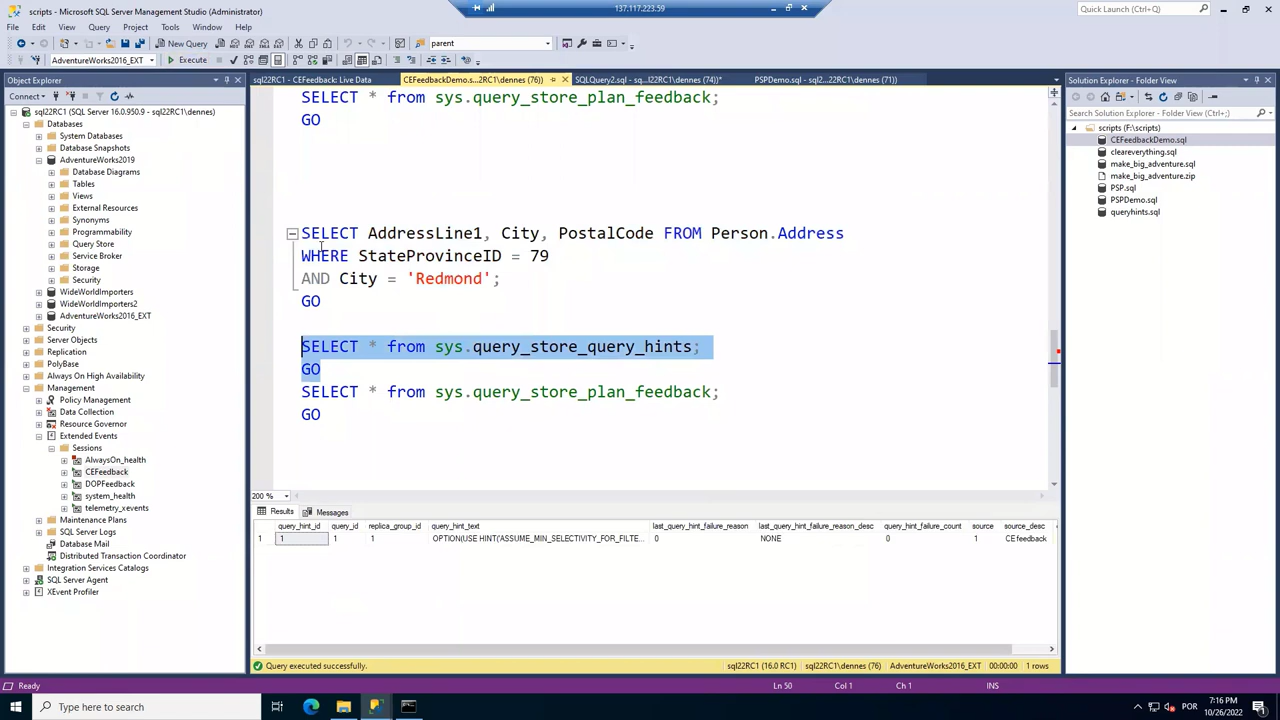 scripts - Microsoft SQL Server Management Studio (Administrator)
137.117.223.59
Quick Launch (Ctrl+Q)
File Edit View Query Project Tools Window Help
New Query
parent
AdventureWorks2016_EXT
Execute
Object Explorer
Connect
sql22RC1 (SQL Server 16.0.950.9 - sql22RC1\dennes)
Databases
System Databases
Database Snapshots
AdventureWorks2019
Database Diagrams
Tables
Views
External Resources
Synonyms
Programmability
Query Store
Service Broker
Storage
Security
WideWorldImporters
WideWorldImporters2
AdventureWorks2016_EXT
Security
Server Objects
Replication
PolyBase
Always On High Availability
Management
Policy Management
Data Collection
Resource Governor
Extended Events
Sessions
AlwaysOn_health
CEFeedback
DOPFeedback
system_health
telemetry_xevents
Maintenance Plans
SQL Server Logs
Database Mail
Distributed Transaction Coordinator
Integration Services Catalogs
SQL Server Agent
XEvent Profiler
sql22RC1 - CEFeedback: Live Data
CEFeedbackDemo.s...2RC1\dennes (76))
SQLQuery2.sql - sq...l22RC1\dennes (74))*
PSPDemo.sql - sql2...22RC1\dennes (71))
SELECT * from sys.query_store_plan_feedback;
GO
SELECT AddressLine1, City, PostalCode FROM Person.Address
WHERE StateProvinceID = 79
AND City = 'Redmond';
GO
SELECT * from sys.query_store_query_hints;
GO
SELECT * from sys.query_store_plan_feedback;
GO
200 %
Results Messages
query_hint_id query_id replica_group_id query_hint_text last_query_hint_failure_reason last_query_hint_failure_reason_desc query_hint_failure_count source source_desc
1 1 1 1 OPTION(USE HINT('ASSUME_MIN_SELECTIVITY_FOR_FILTE... 0 NONE 0 1 CE feedback
Query executed successfully.
sql22RC1 (16.0 RC1) sql22RC1\dennes (76) AdventureWorks2016_EXT 00:00:00 1 rows
Solution Explorer - Folder View
Search Solution Explorer - Folder View (Ctrl+;)
scripts (F:\scripts)
CEFeedbackDemo.sql
cleareverything.sql
make_big_adventure.sql
make_big_adventure.zip
PSP.sql
PSPDemo.sql
queryhints.sql
Ready
Ln 50 Col 1 Ch 1 INS
Type here to search
POR
7:16 PM
10/26/2022
1